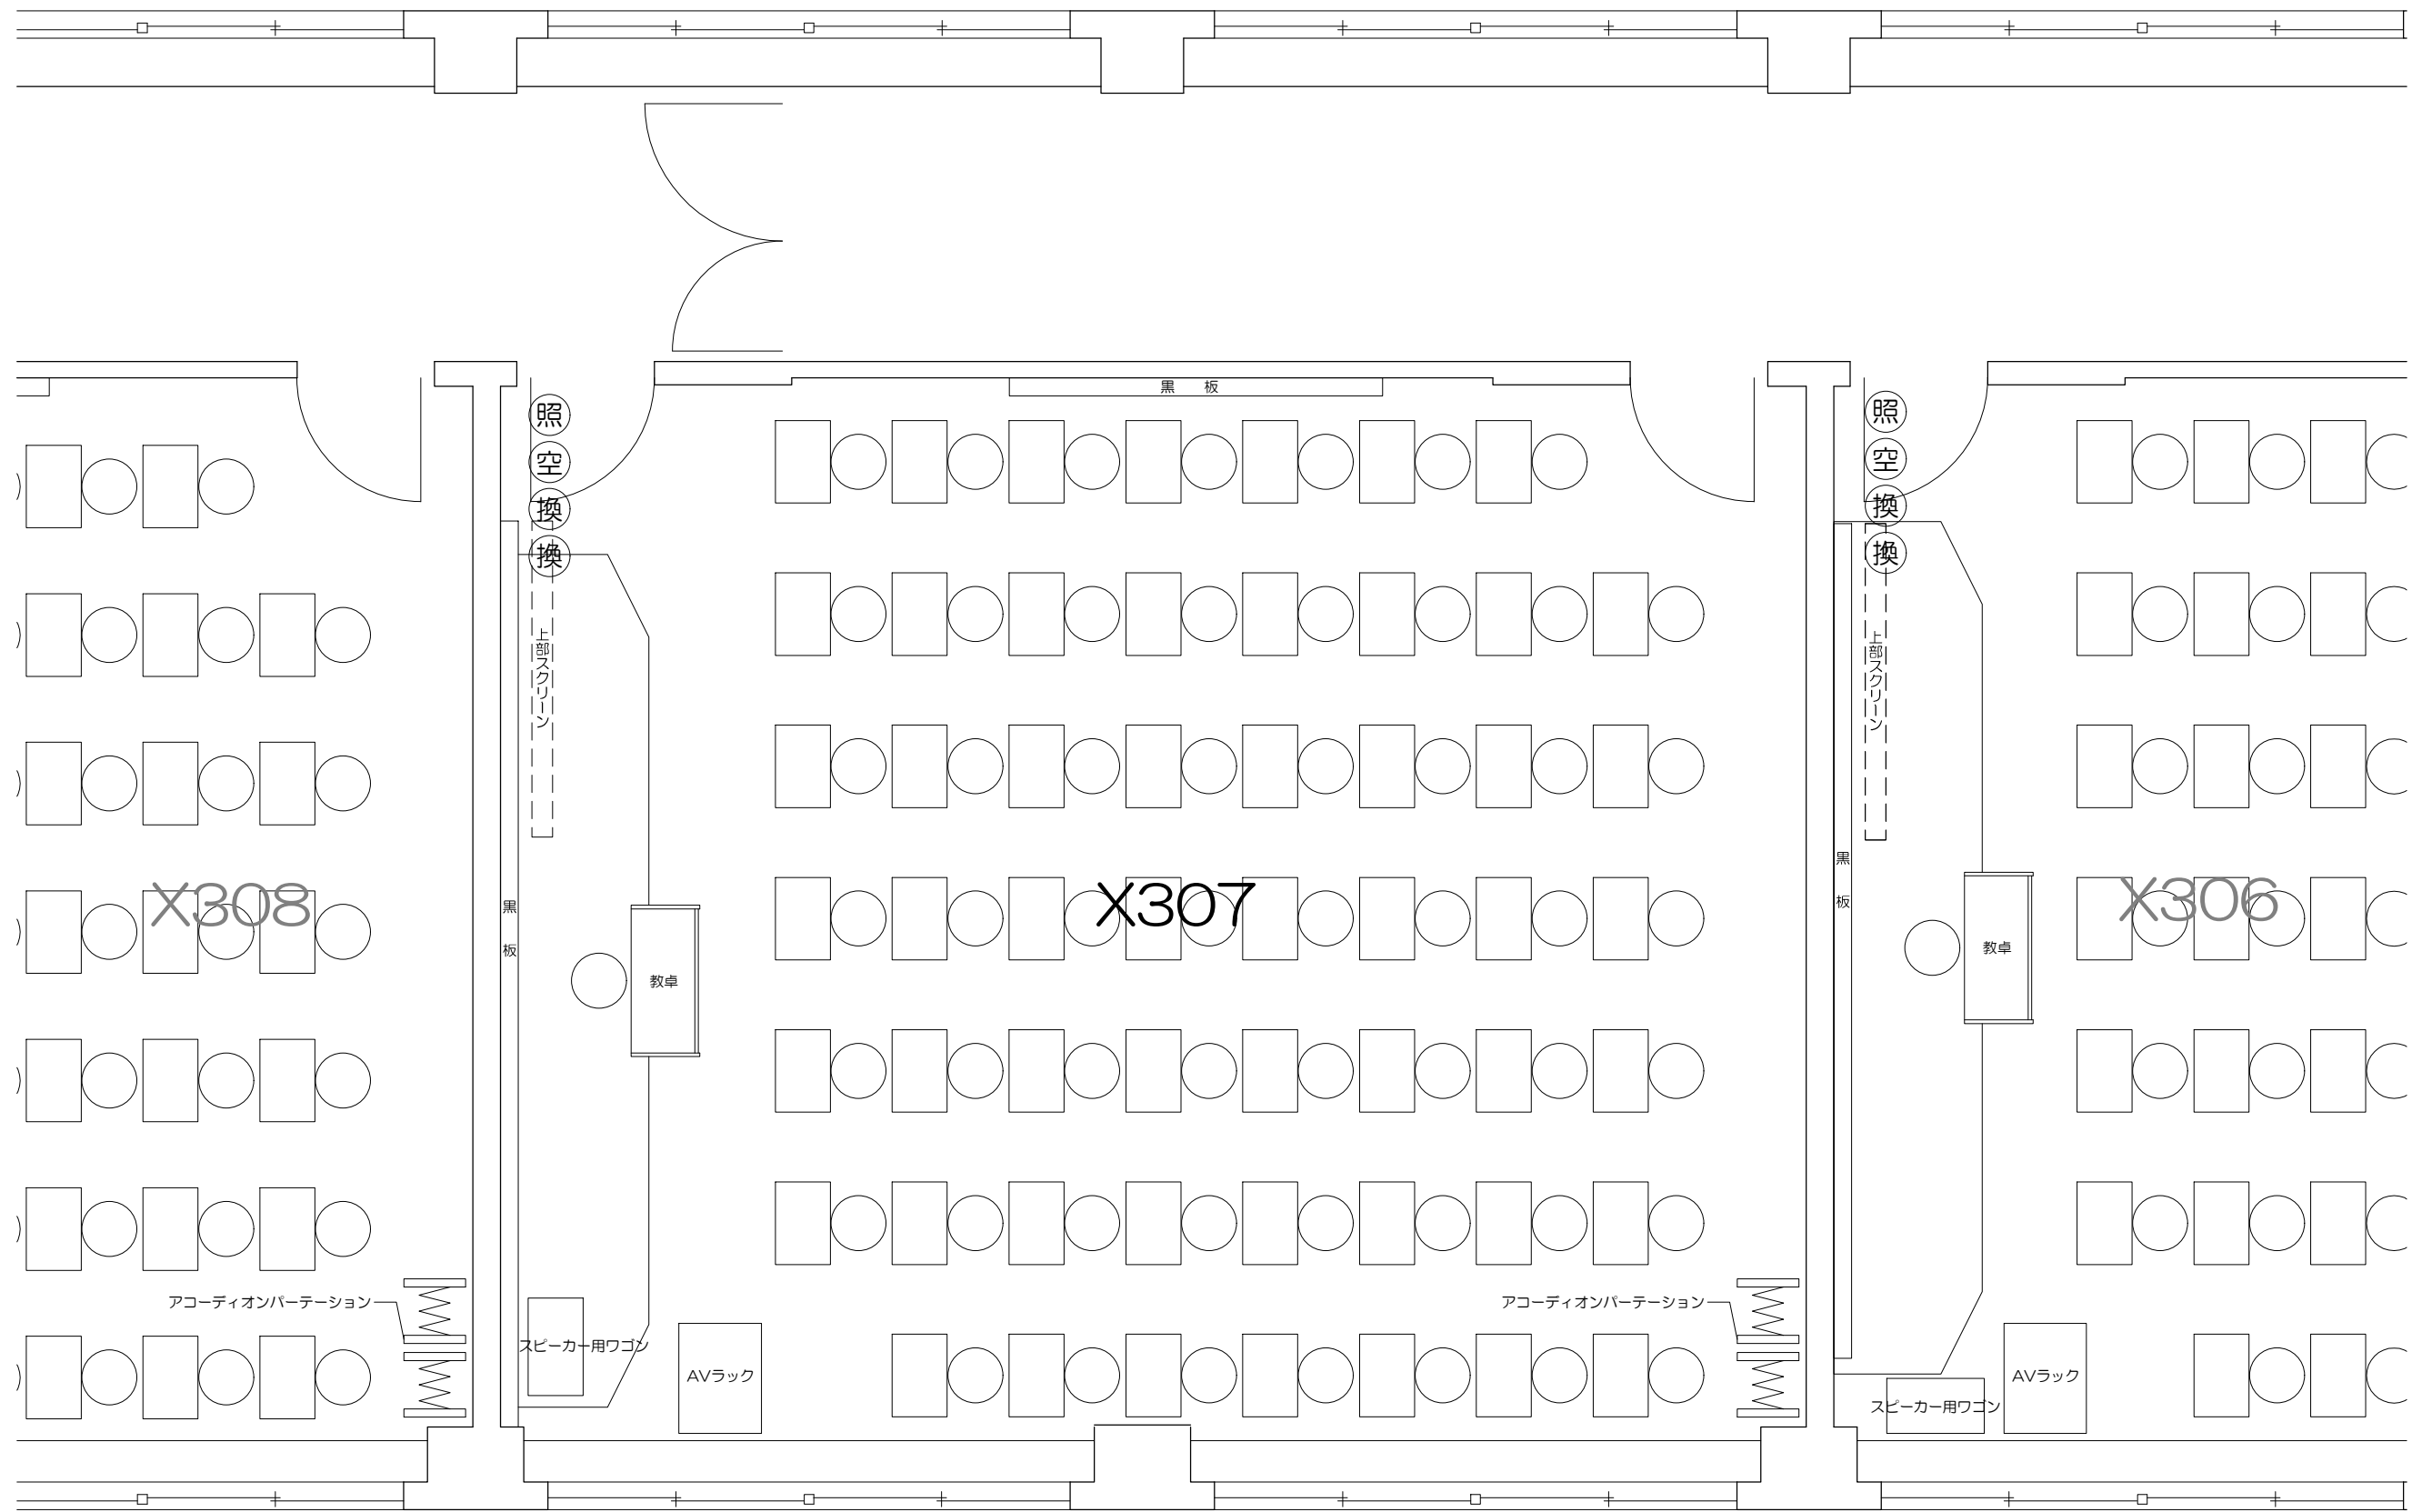 黒 板
照
空
換
換
照
空
換
換
上部スクリーン
上部スクリーン
X308
X307
X306
黒 板
黒 板
教卓
教卓
アコーディオンパーテーション
アコーディオンパーテーション
スピーカー用ワゴン
AVラック
AVラック
スピーカー用ワゴン